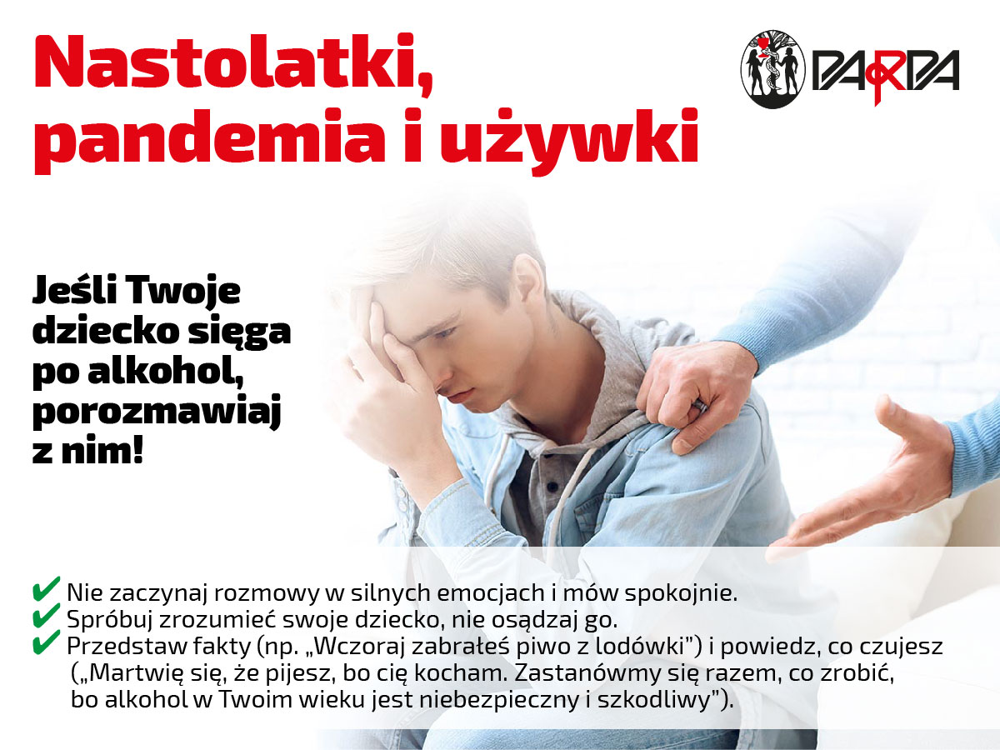 Nastolatki,
pandemia i używki
PARPA
Jeśli Twoje
dziecko sięga
po alkohol,
porozmawiaj
z nim!
✔ Nie zaczynaj rozmowy w silnych emocjach i mów spokojnie.
✔ Spróbuj zrozumieć swoje dziecko, nie osądzaj go.
✔ Przedstaw fakty (np. „Wczoraj zabrałeś piwo z lodówki”) i powiedz, co czujesz
(„Martwię się, że pijesz, bo cię kocham. Zastanówmy się razem, co zrobić,
bo alkohol w Twoim wieku jest niebezpieczny i szkodliwy”).